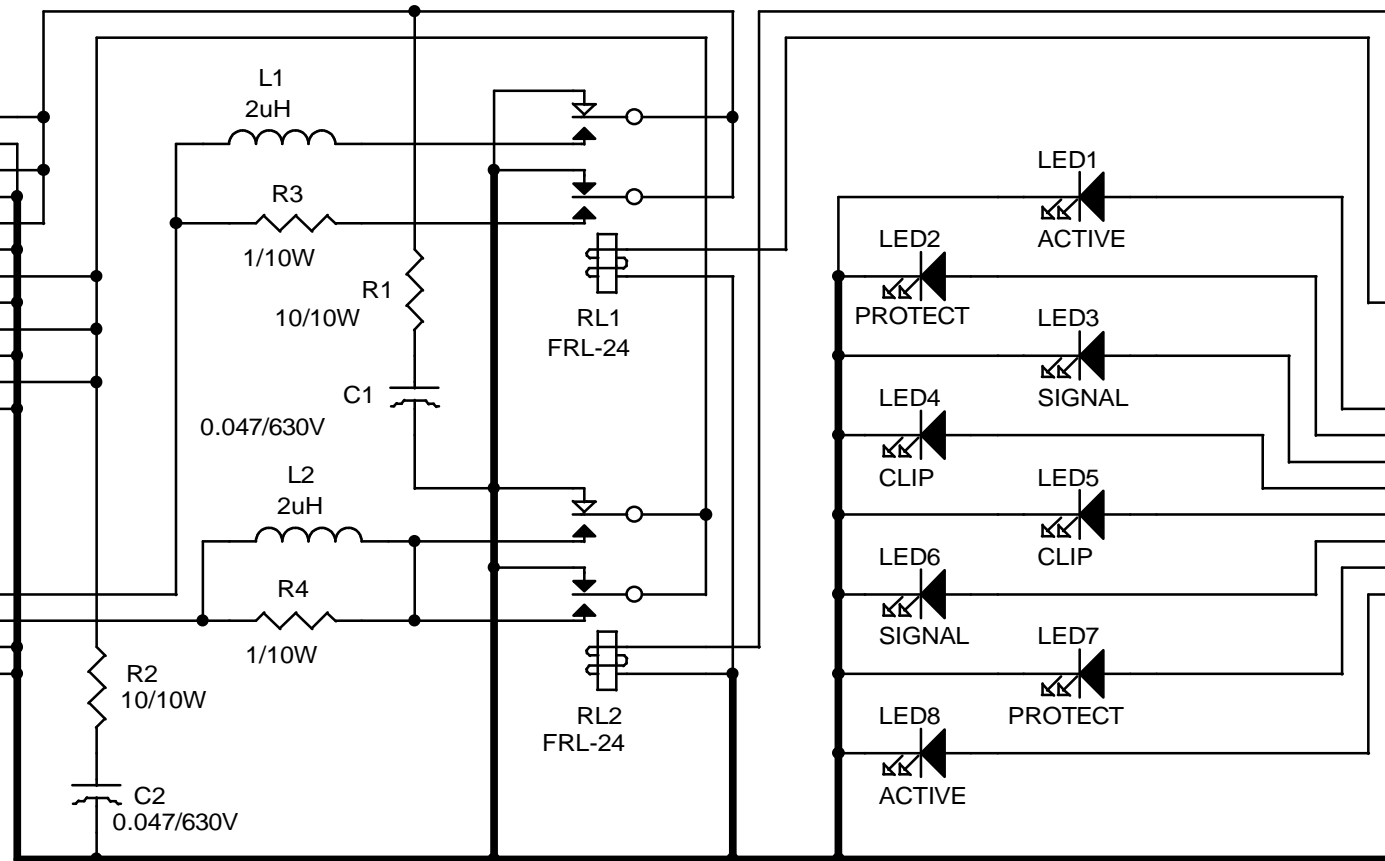 L1
2uH
R3
1/10W
R1
10/10W
RL1
FRL-24
C1
0.047/630V
L2
2uH
R4
1/10W
R2
10/10W
RL2
FRL-24
C2
0.047/630V
LED1
ACTIVE
LED2
PROTECT
LED3
SIGNAL
LED4
CLIP
LED5
CLIP
LED6
SIGNAL
LED7
PROTECT
LED8
ACTIVE